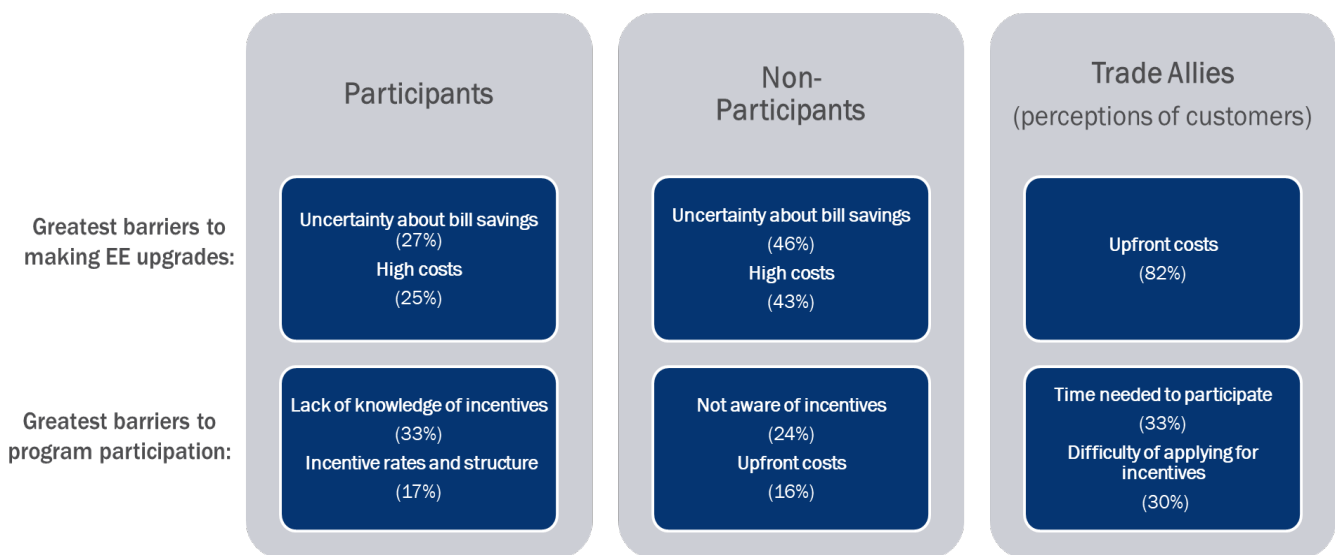 Participants
Non-
Participants
Trade Allies
(perceptions of customers)
Greatest barriers to
making EE upgrades:
Uncertainty about bill savings
(27%)
High costs
(25%)
Uncertainty about bill savings
(46%)
High costs
(43%)
Upfront costs
(82%)
Greatest barriers to
program participation:
Lack of knowledge of incentives
(33%)
Incentive rates and structure
(17%)
Not aware of incentives
(24%)
Upfront costs
(16%)
Time needed to participate
(33%)
Difficulty of applying for
incentives
(30%)